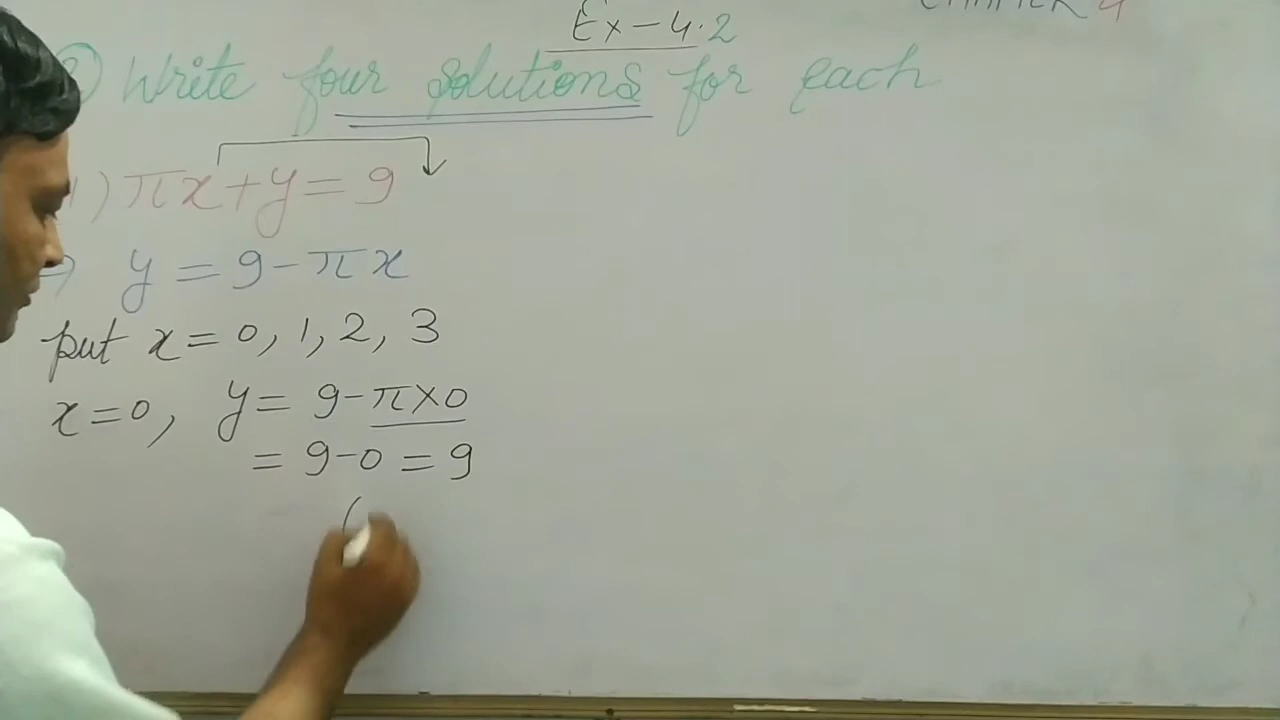 Ex-4.2
Write four solutions for each
πx+y=9
y=9-πx
put x=0,1,2,3
x=0, y=9-π×0
=9-0=9
(